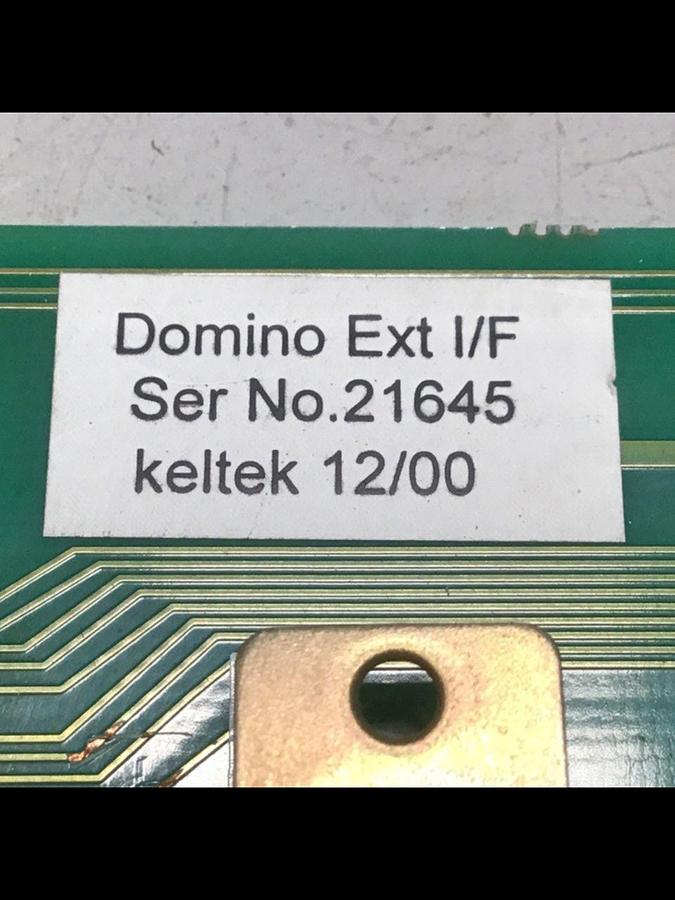 Domino Ext I/F
Ser No.21645
keltek 12/00